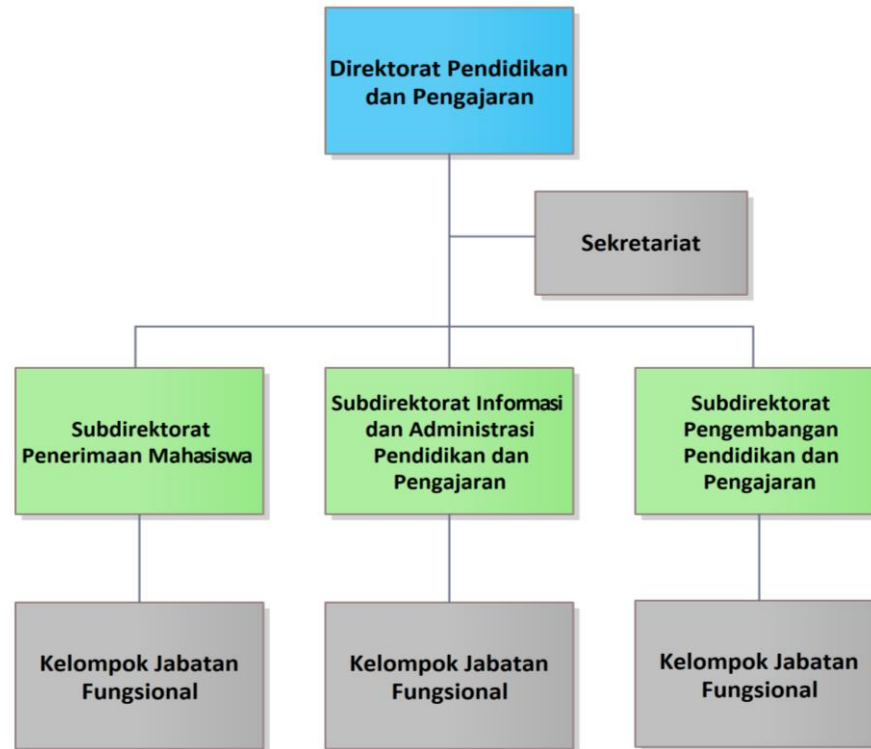 Direktorat Pendidikan
dan Pengajaran
Sekretariat
Subdirektorat
Penerimaan Mahasiswa
Subdirektorat Informasi
dan Administrasi
Pendidikan dan
Pengajaran
Subdirektorat
Pengembangan
Pendidikan dan
Pengajaran
Kelompok Jabatan
Fungsional
Kelompok Jabatan
Fungsional
Kelompok Jabatan
Fungsional